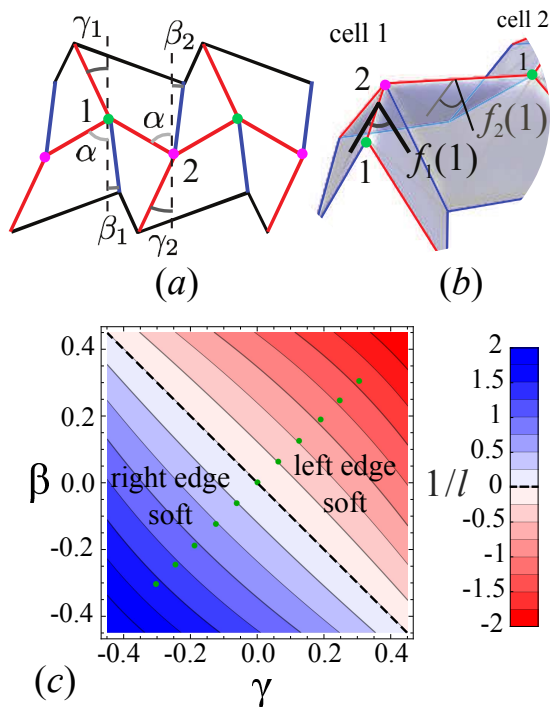 γ₁
β₂
1
α
α
2
β₁
γ₂
(a)
cell 1
cell 2
2
1
f₂(1)
f₁(1)
1
(b)
0.4
0.2
0.0
-0.2
-0.4
β
right edge
soft
left edge
soft
-0.4
-0.2
0.0
0.2
0.4
γ
(c)
1/l
2
1.5
1
0.5
0
-0.5
-1
-1.5
-2